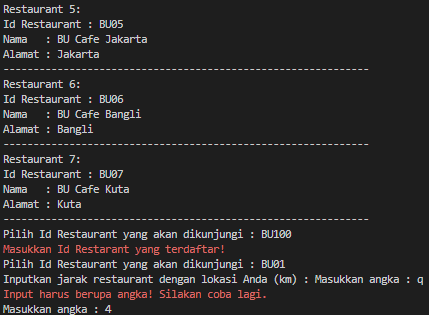 Restaurant 5:
Id Restaurant : BU05
Nama   : BU Cafe Jakarta
Alamat : Jakarta
-------------------------------------------------------------
Restaurant 6:
Id Restaurant : BU06
Nama   : BU Cafe Bangli
Alamat : Bangli
-------------------------------------------------------------
Restaurant 7:
Id Restaurant : BU07
Nama   : BU Cafe Kuta
Alamat : Kuta
-------------------------------------------------------------
Pilih Id Restaurant yang akan dikunjungi : BU100
Masukkan Id Restarant yang terdaftar!
Pilih Id Restaurant yang akan dikunjungi : BU01
Inputkan jarak restaurant dengan lokasi Anda (km) : Masukkan angka : q
Input harus berupa angka! Silakan coba lagi.
Masukkan angka : 4